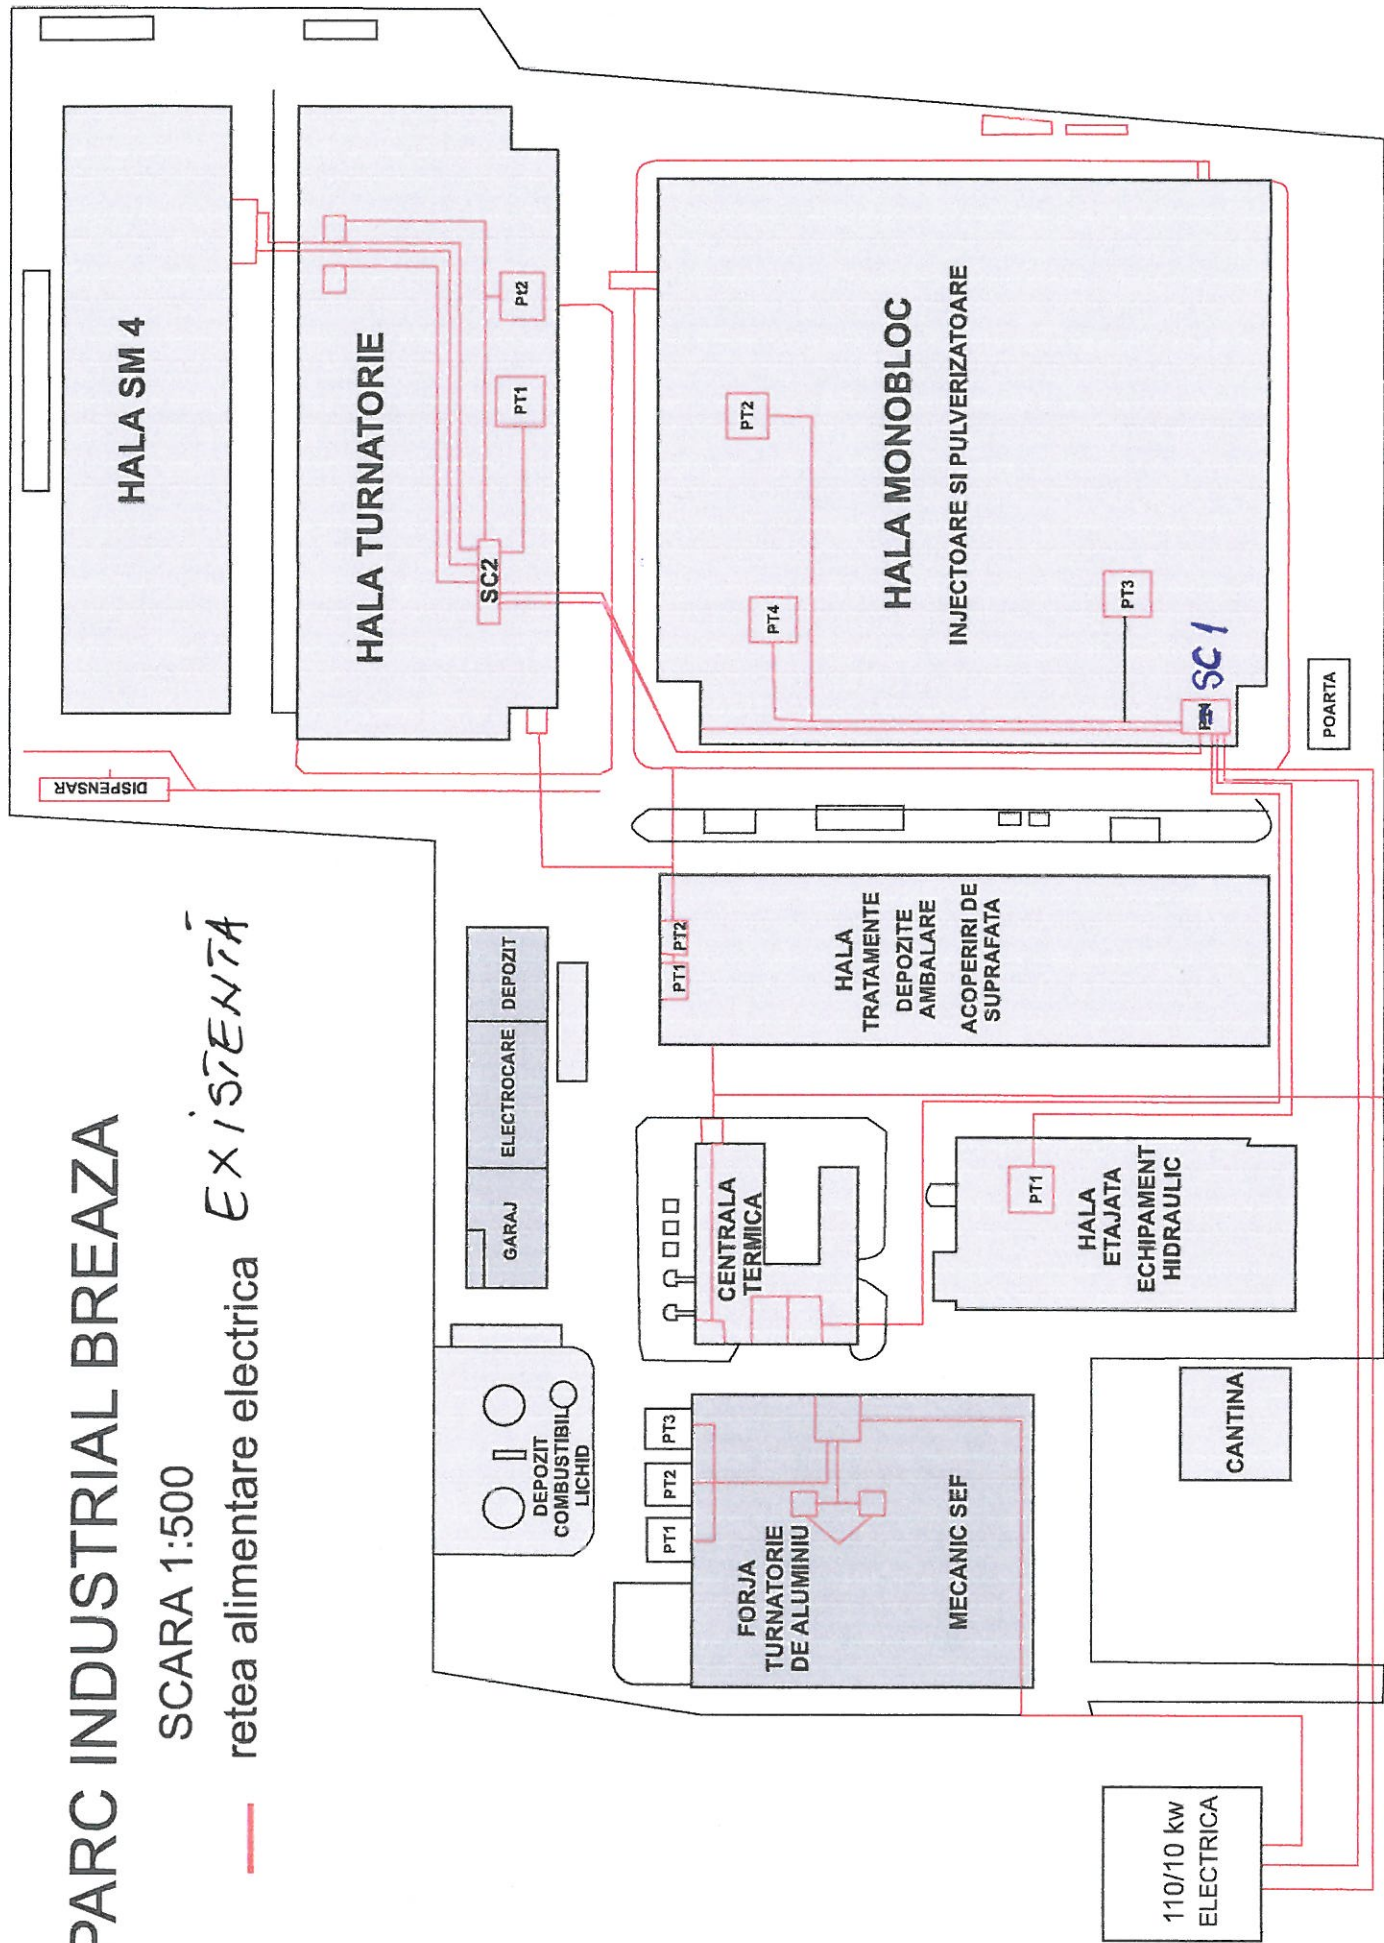 PARC INDUSTRIAL BREAZA
SCARA 1:500
retea alimentare electrica EXISTENTĂ
HALA SM 4
HALA TURNATORIE
SC2
PT1
Pt2
DISPENSAR
HALA MONOBLOC
INJECTOARE SI PULVERIZATOARE
PT2
PT4
PT3
SC 1
POARTA
GARAJ
ELECTROCARE
DEPOZIT
HALA
TRATAMENTE
DEPOZITE
AMBALARE
ACOPERIRI DE
SUPRAFATA
PT1
PT2
DEPOZIT
COMBUSTIBIL
LICHID
CENTRALA
TERMICA
HALA
ETAJATA
ECHIPAMENT
HIDRAULIC
PT1
PT1
PT2
PT3
FORJA
TURNATORIE
DE ALUMINIU
MECANIC SEF
CANTINA
110/10 kw
ELECTRICA